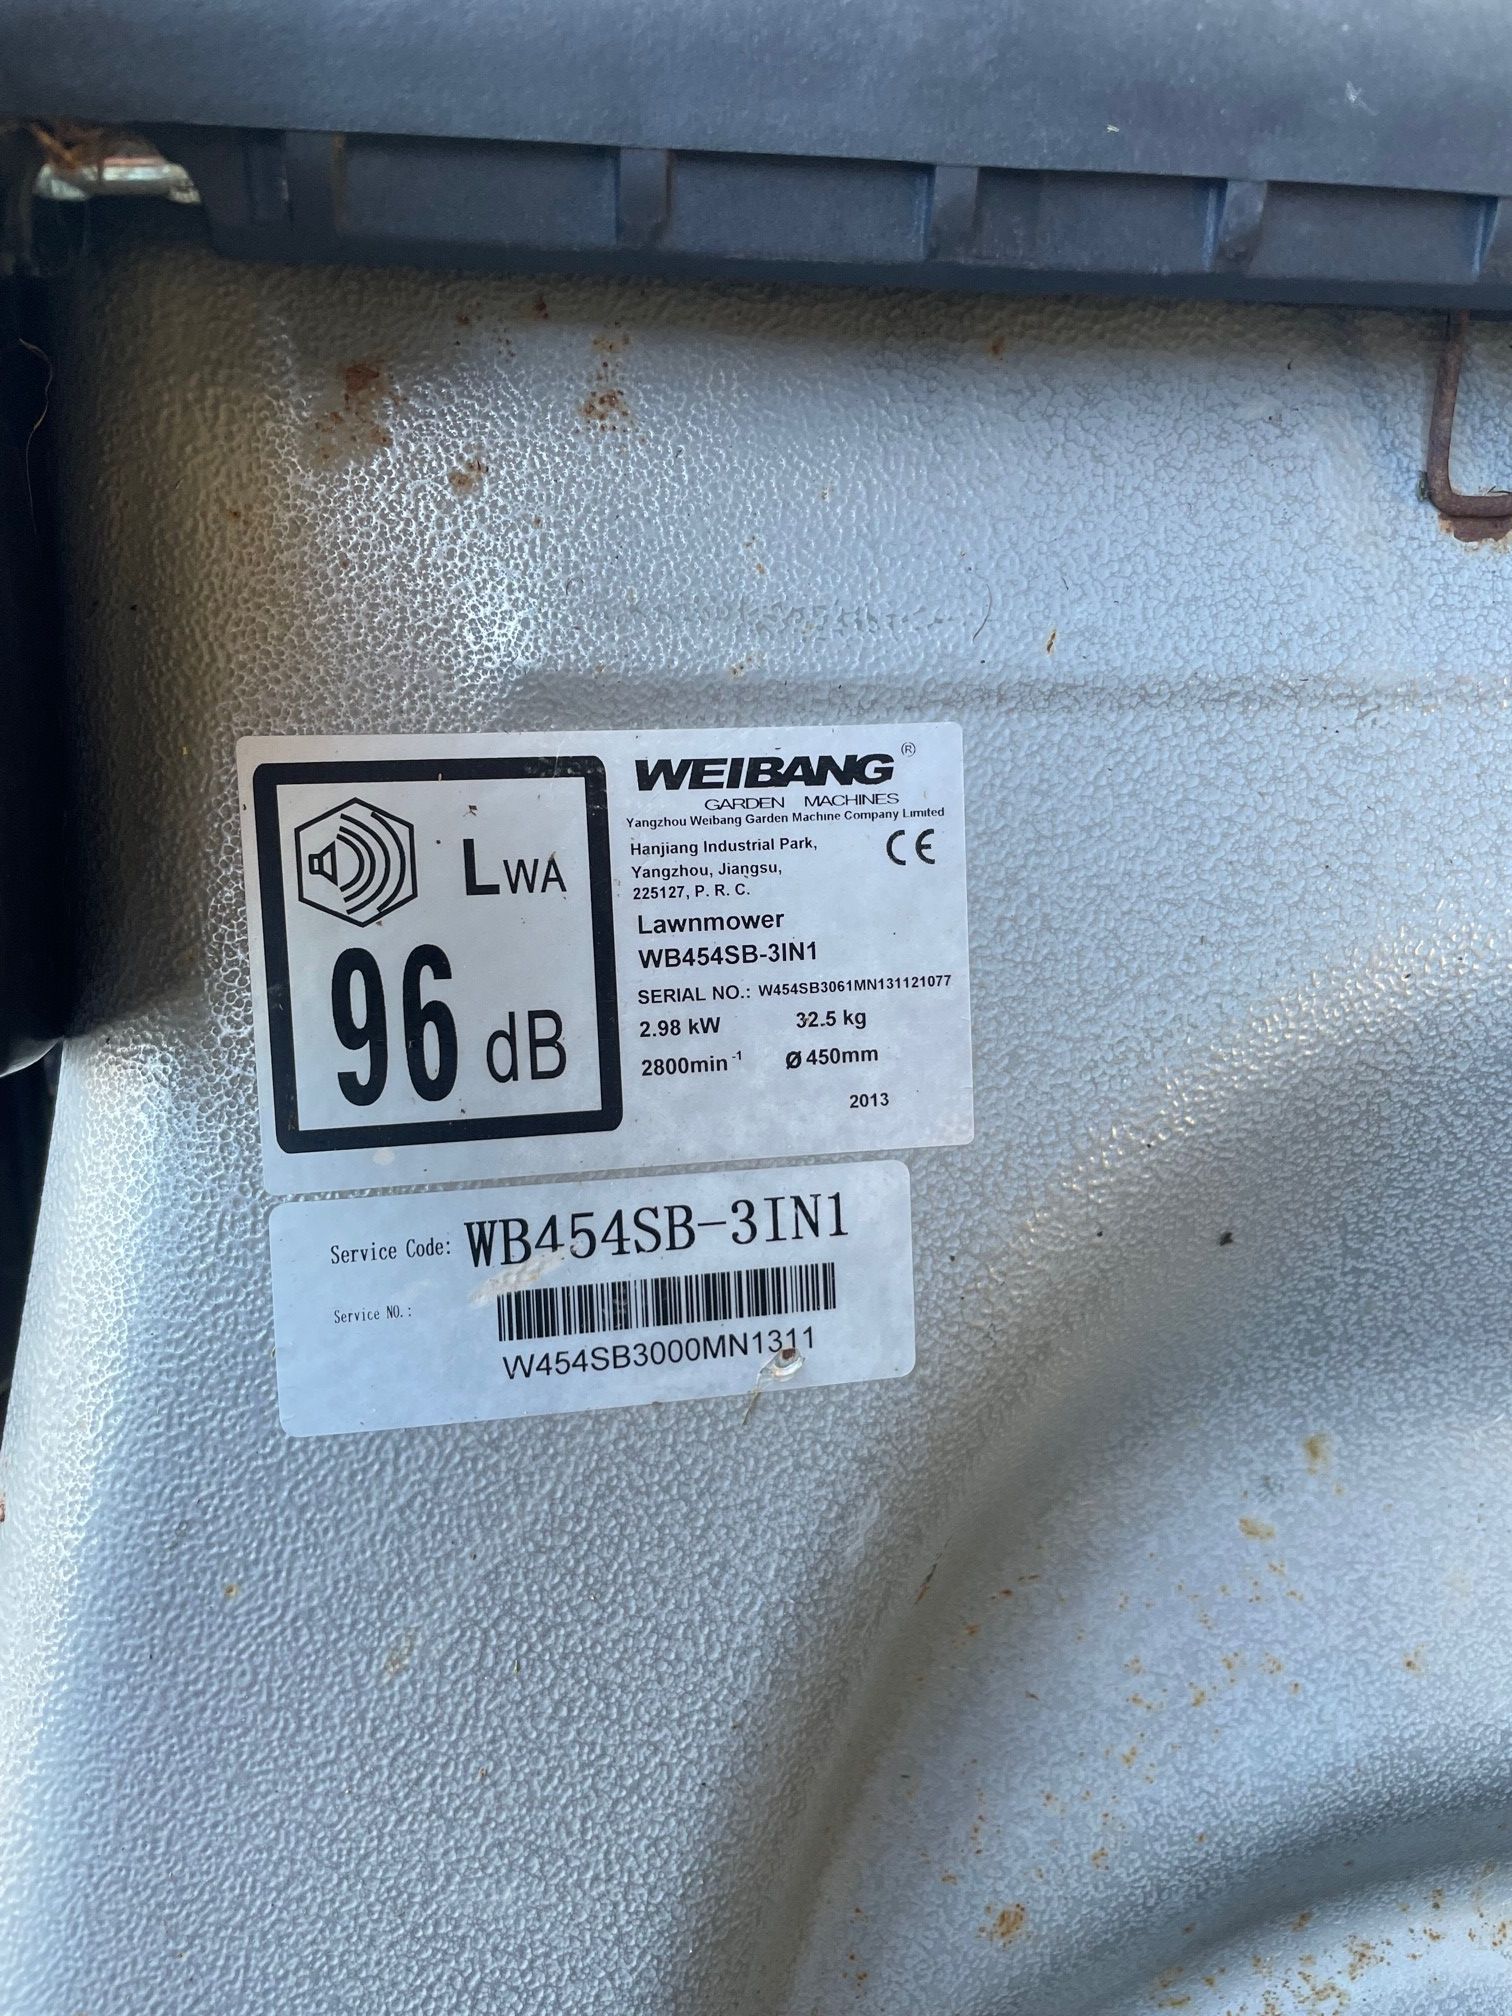 LWA
96 dB
WEIBANG ®
GARDEN MACHINES
Yangzhou Weibang Garden Machine Company Limited
Hanjiang Industrial Park,
Yangzhou, Jiangsu,
225127, P. R. C.
CE
Lawnmower
WB454SB-3IN1
SERIAL NO.: W454SB3061MN131121077
2.98 kW 32.5 kg
2800min⁻¹ Ø 450mm
2013
Service Code: WB454SB-3IN1
Service NO.:
W454SB3000MN1311